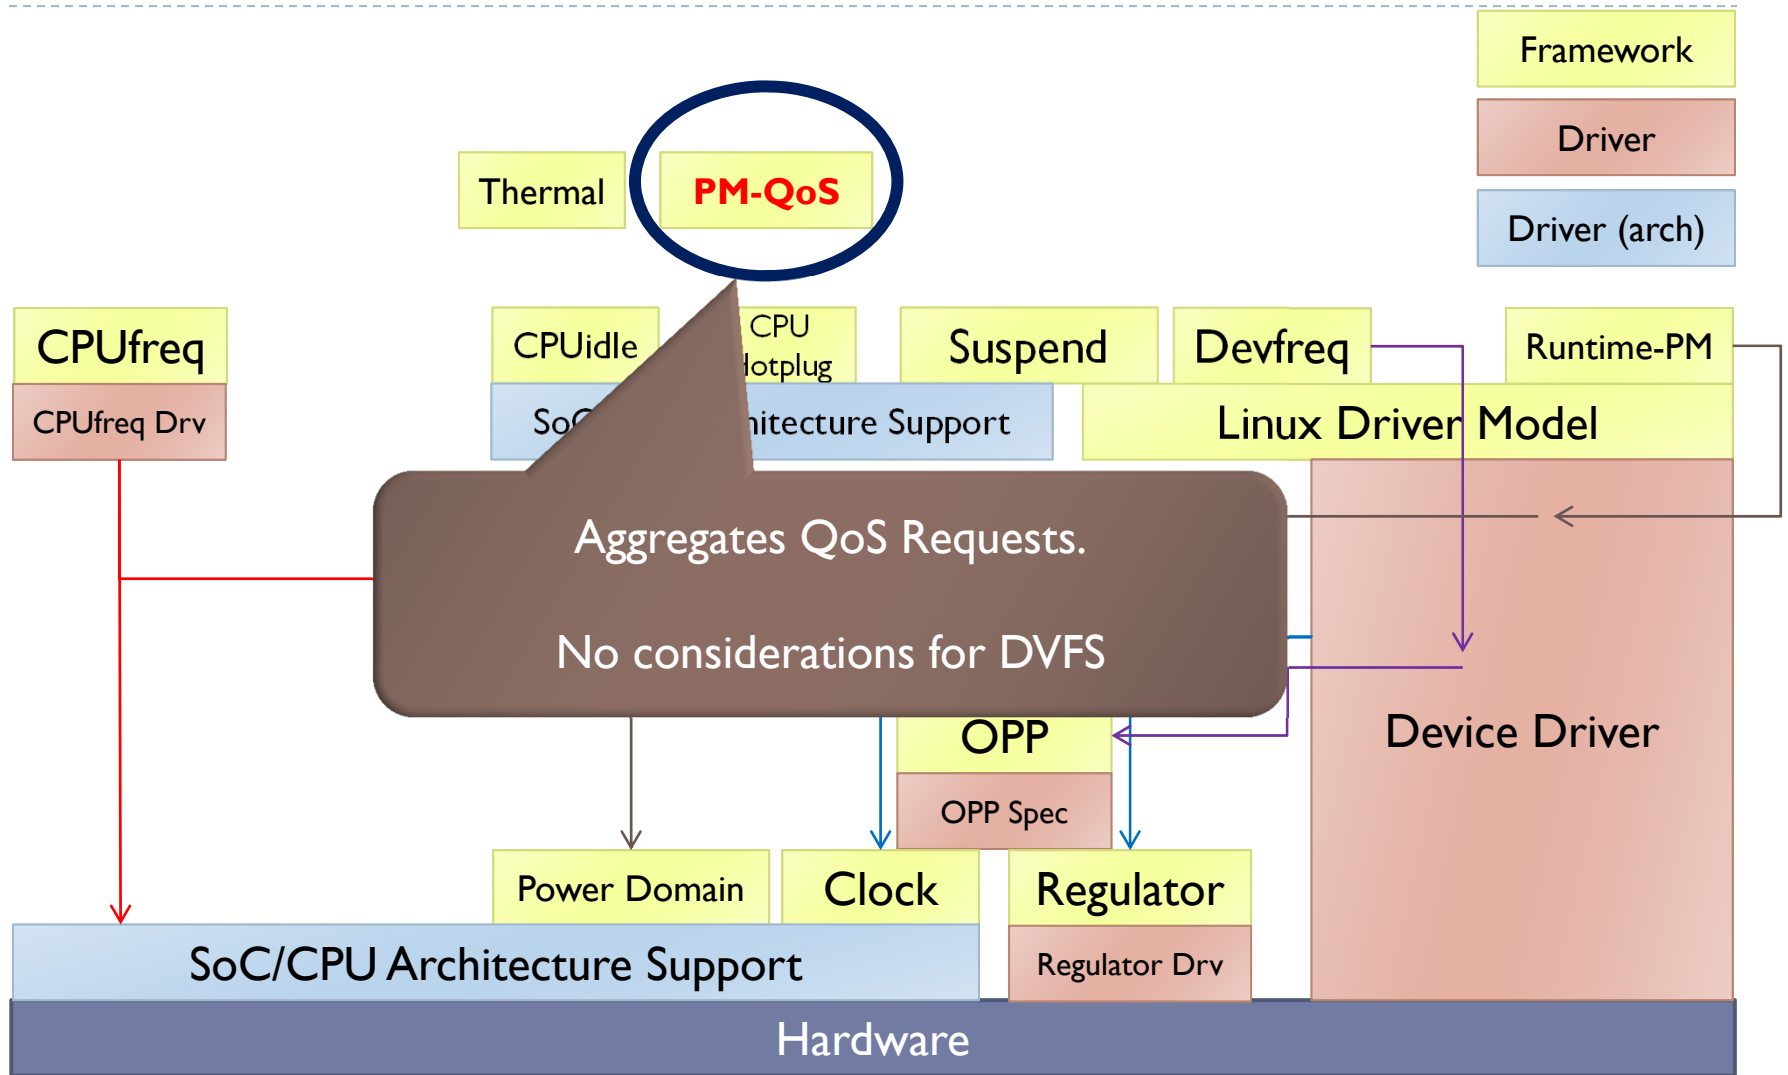 Framework
Driver
Driver (arch)
Thermal
PM-QoS
CPUfreq
CPUidle
CPU
otplug
Suspend
Devfreq
Runtime-PM
CPUfreq Drv
hitecture Support
Linux Driver Model
Aggregates QoS Requests.
No considerations for DVFS
OPP
OPP Spec
Device Driver
Power Domain
Clock
Regulator
SoC/CPU Architecture Support
Regulator Drv
Hardware